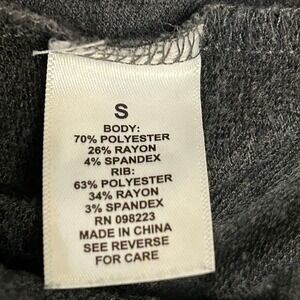 S
BODY:
70% POLYESTER
26% RAYON
4% SPANDEX
RIB:
63% POLYESTER
34% RAYON
3% SPANDEX
RN 098223
MADE IN CHINA
SEE REVERSE
FOR CARE